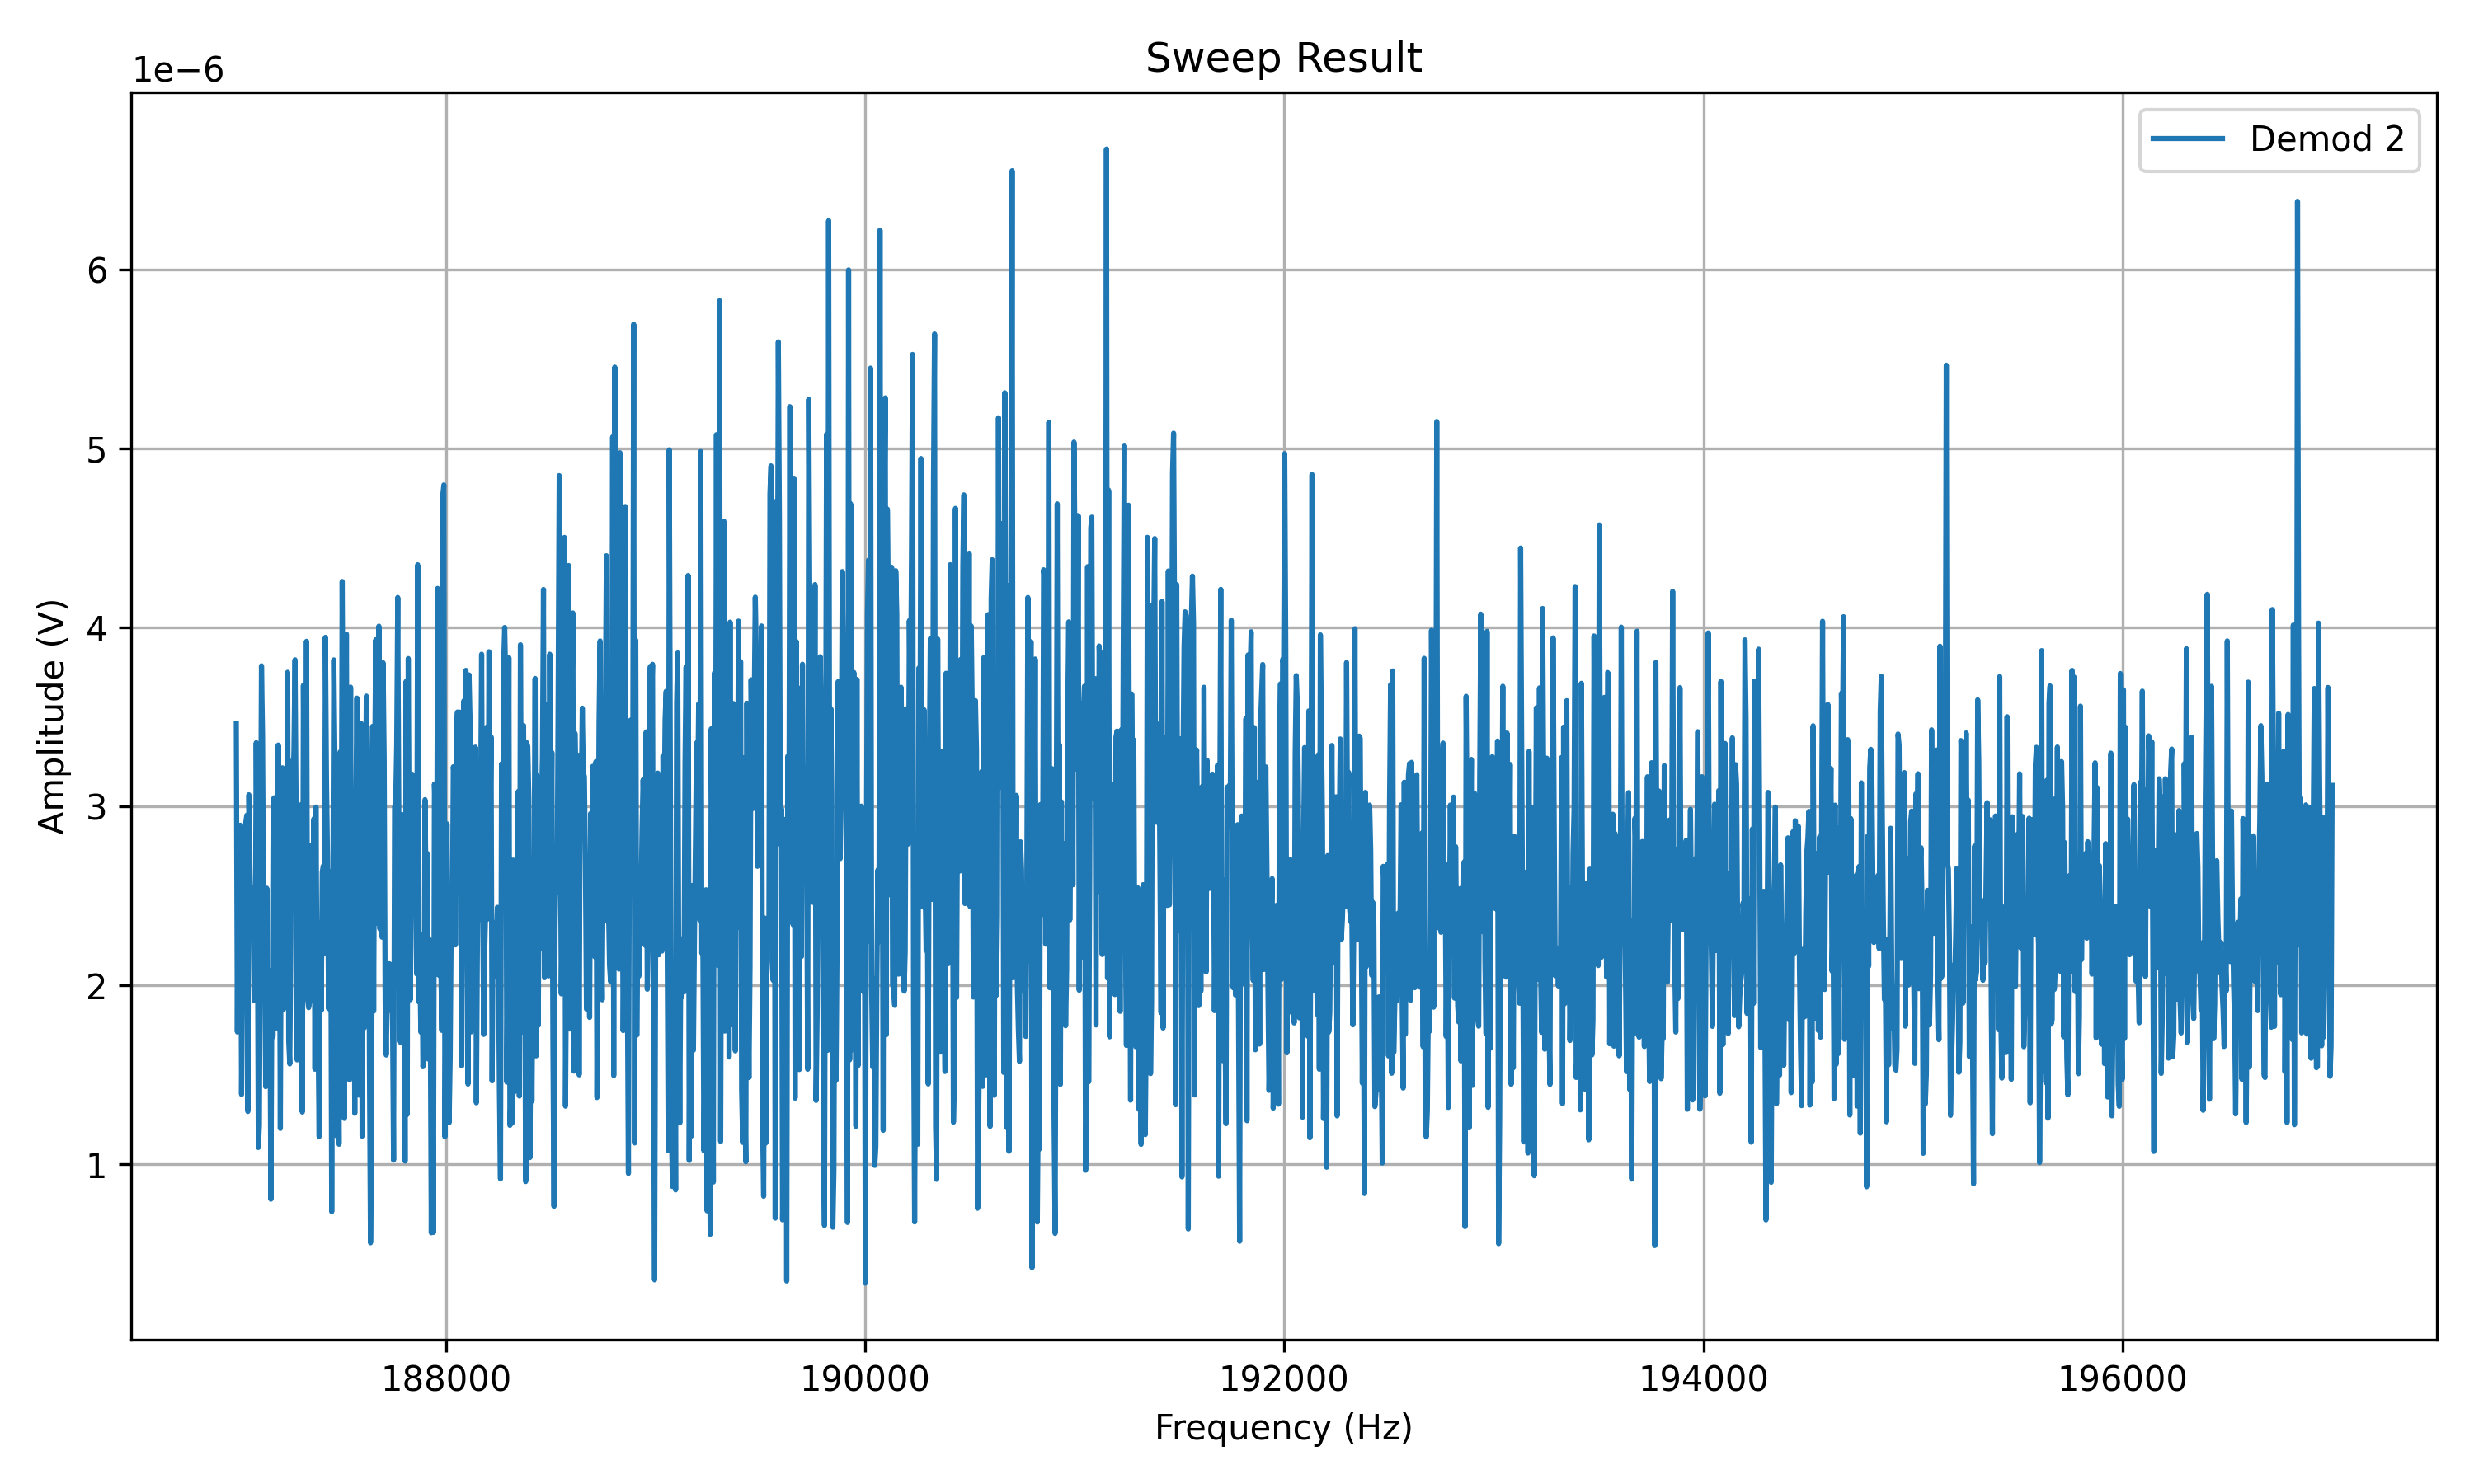 Sweep Result
1e−6
Demod 2
6
5
4
3
2
1
Amplitude (V)
188000 190000 192000 194000 196000
Frequency (Hz)